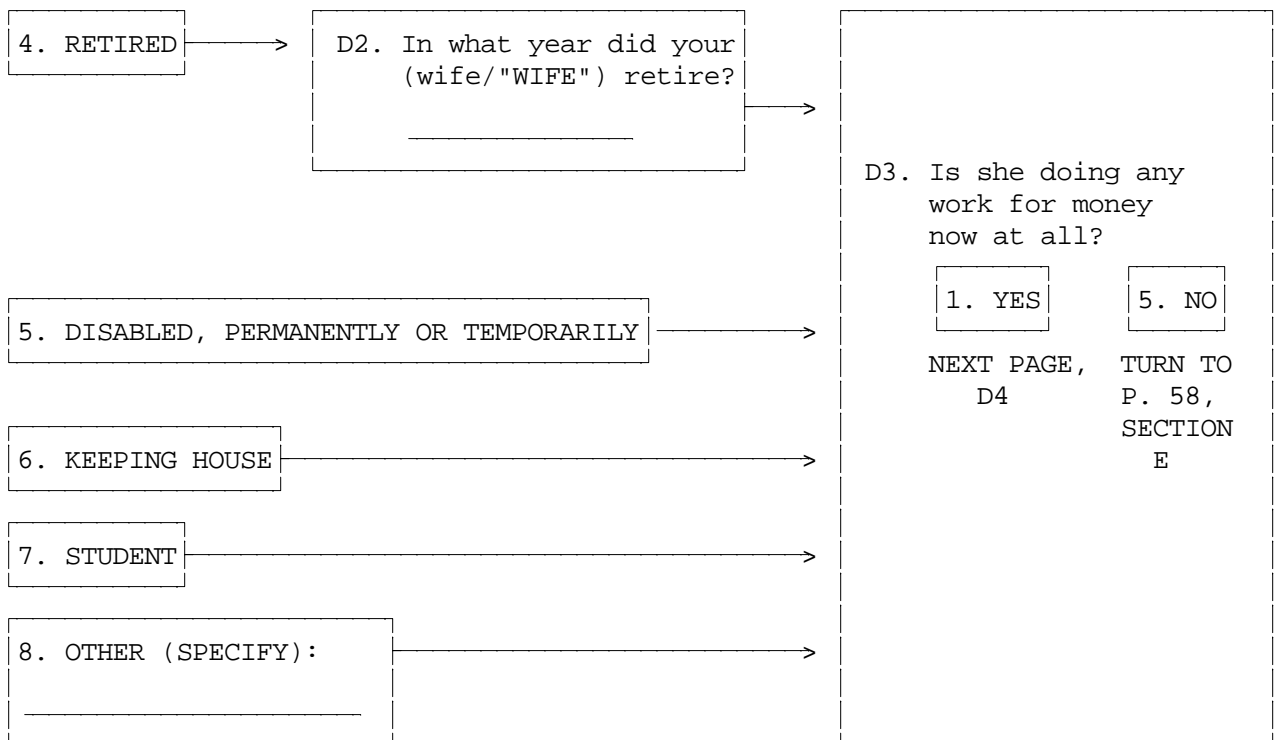 4. RETIRED
D2. In what year did your
(wife/"WIFE") retire?
D3. Is she doing any
work for money
now at all?
1. YES
5. NO
NEXT PAGE,
D4
TURN TO
P. 58,
SECTION
E
5. DISABLED, PERMANENTLY OR TEMPORARILY
6. KEEPING HOUSE
7. STUDENT
8. OTHER (SPECIFY):